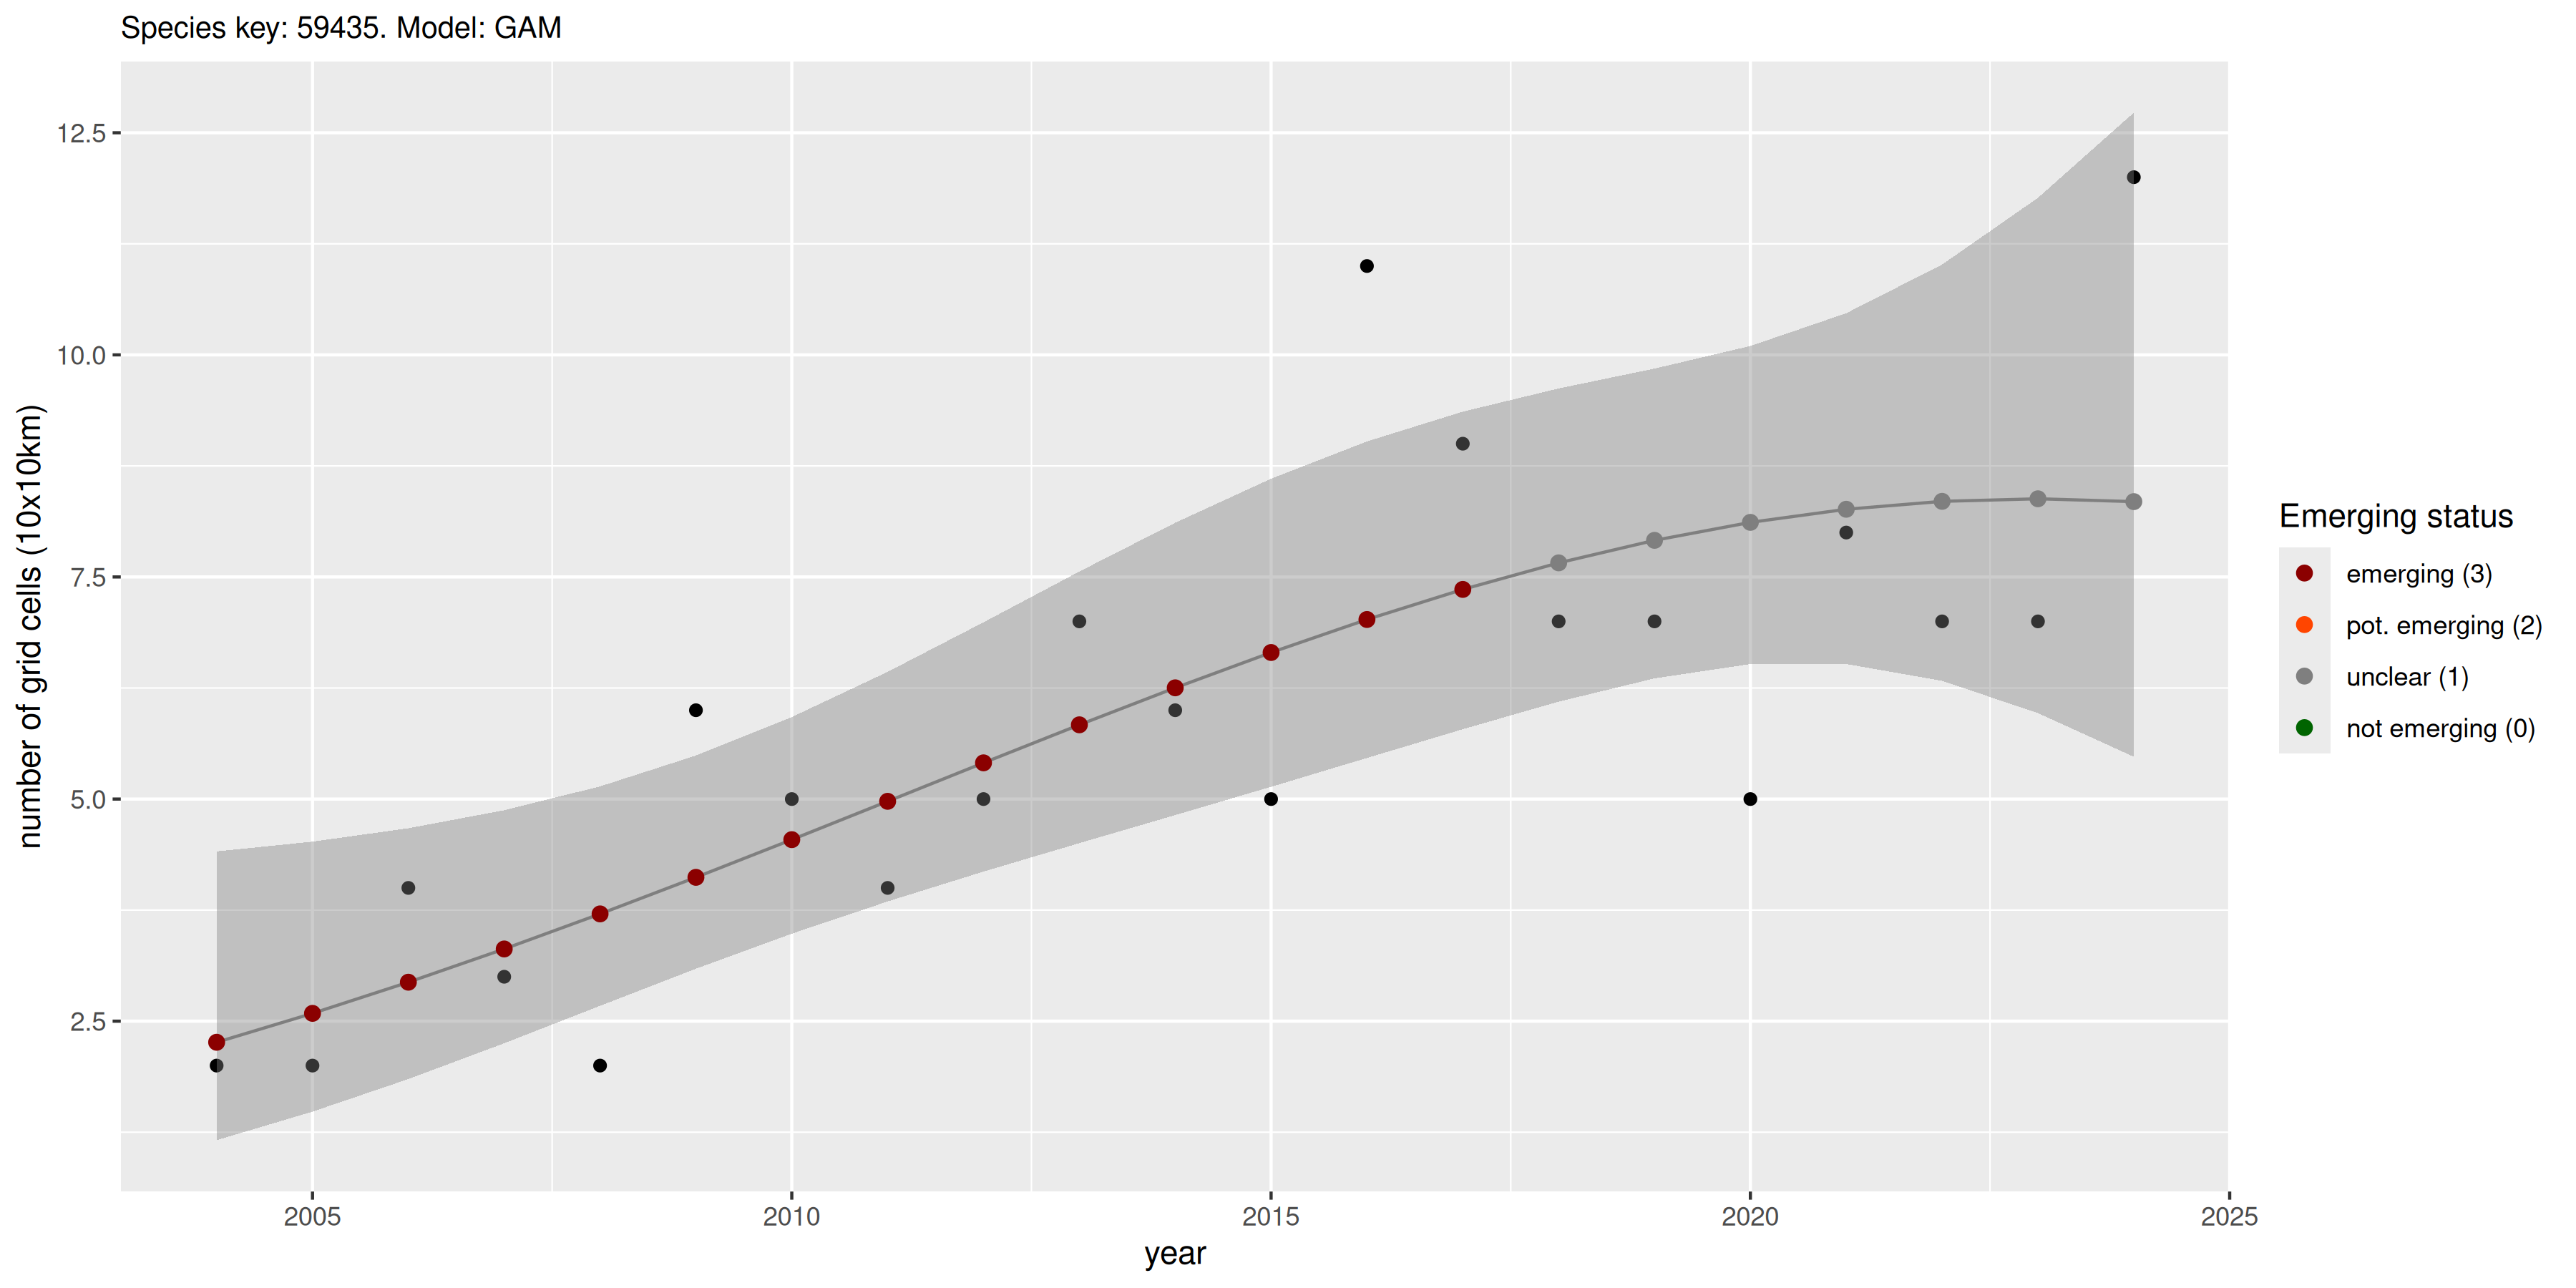 Species key: 59435. Model: GAM
12.5
10.0
7.5
5.0
2.5
number of grid cells (10x10km)
2005
2010
2015
2020
2025
year
Emerging status
emerging (3)
pot. emerging (2)
unclear (1)
not emerging (0)